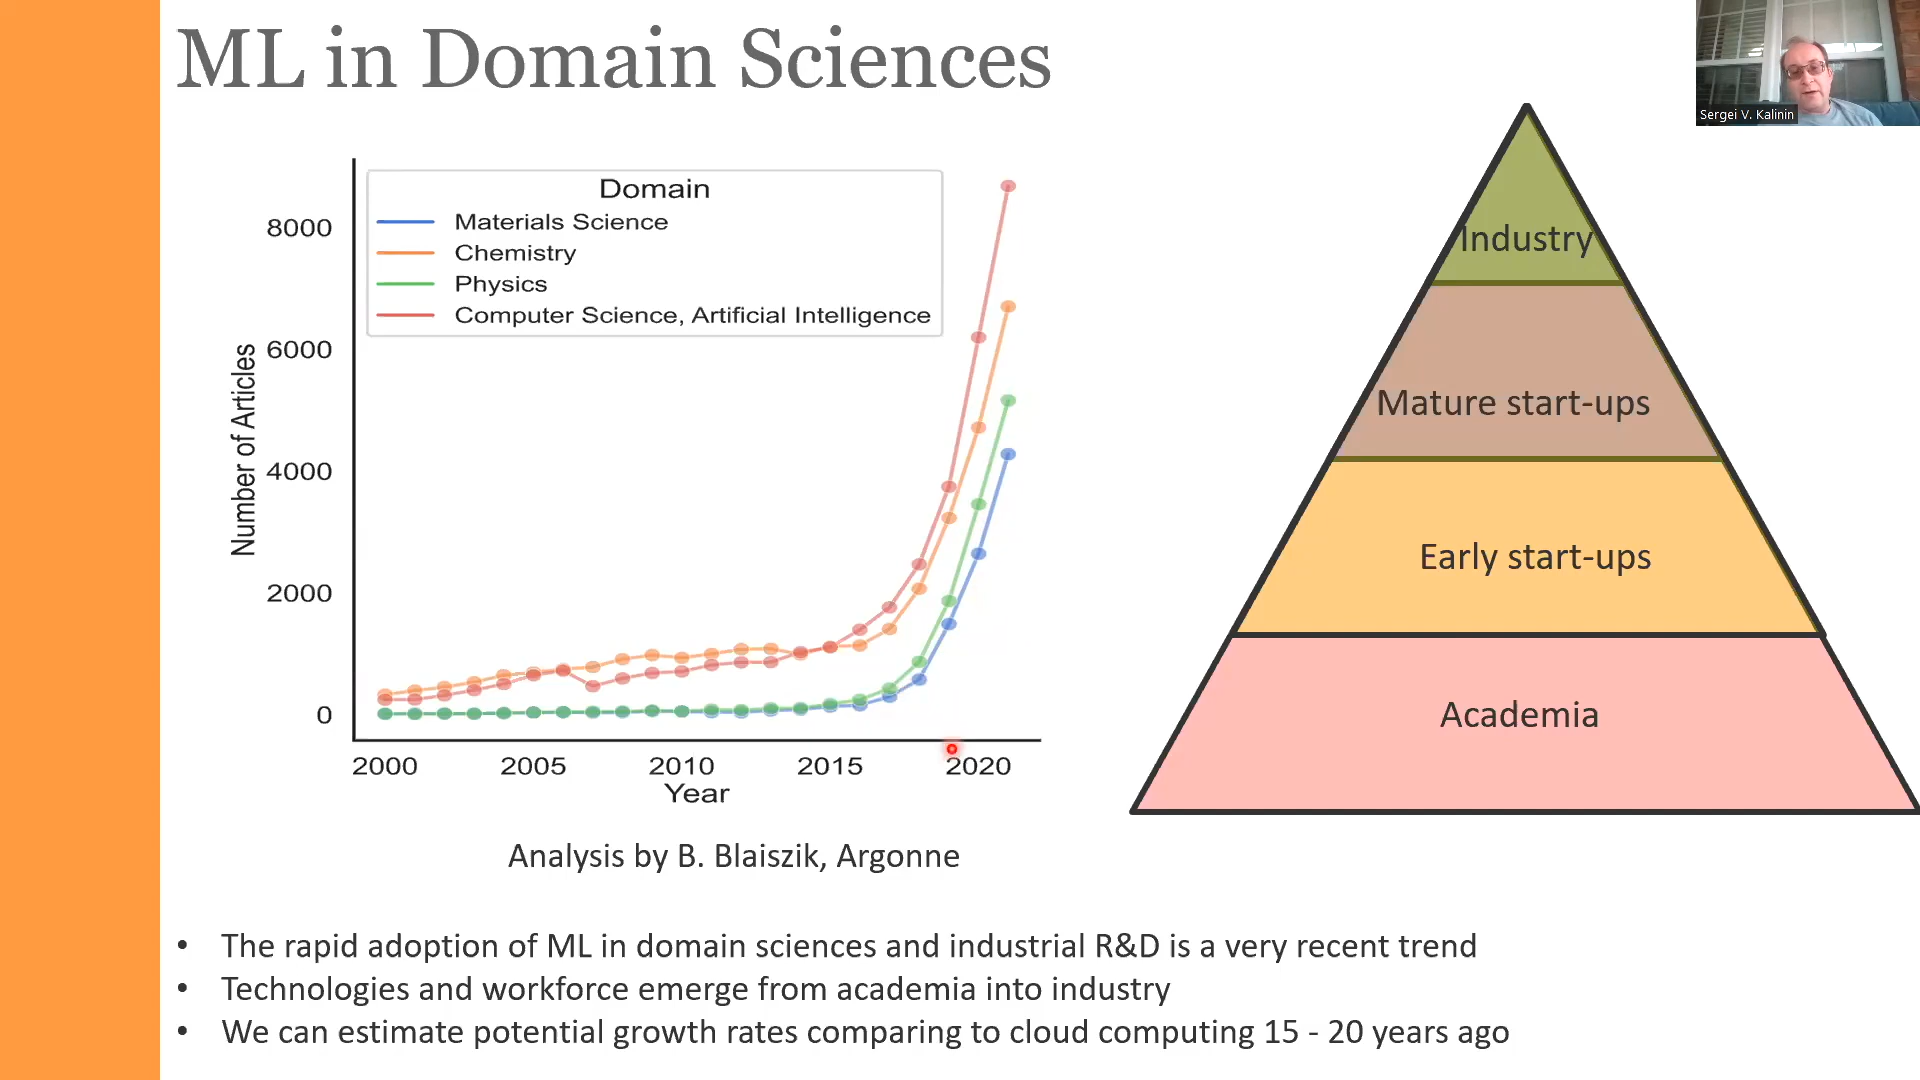 ML in Domain Sciences
Sergei V. Kalinin
Domain
Materials Science
Chemistry
Physics
Computer Science, Artificial Intelligence
Number of Articles
8000
6000
4000
2000
0
2000 2005 2010 2015 2020
Year
Analysis by B. Blaiszik, Argonne
Industry
Mature start-ups
Early start-ups
Academia
• The rapid adoption of ML in domain sciences and industrial R&D is a very recent trend
• Technologies and workforce emerge from academia into industry
• We can estimate potential growth rates comparing to cloud computing 15 - 20 years ago